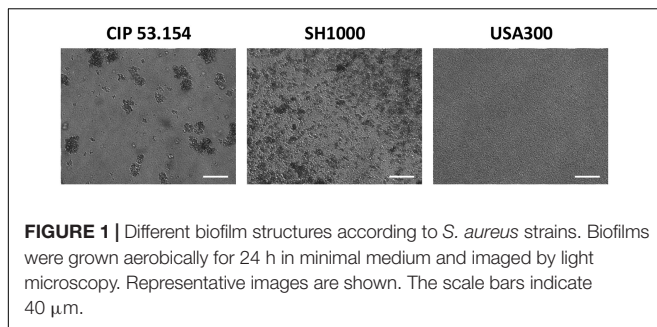 CIP 53.154 SH1000 USA300
FIGURE 1 | Different biofilm structures according to S. aureus strains. Biofilms
were grown aerobically for 24 h in minimal medium and imaged by light
microscopy. Representative images are shown. The scale bars indicate
40 μm.